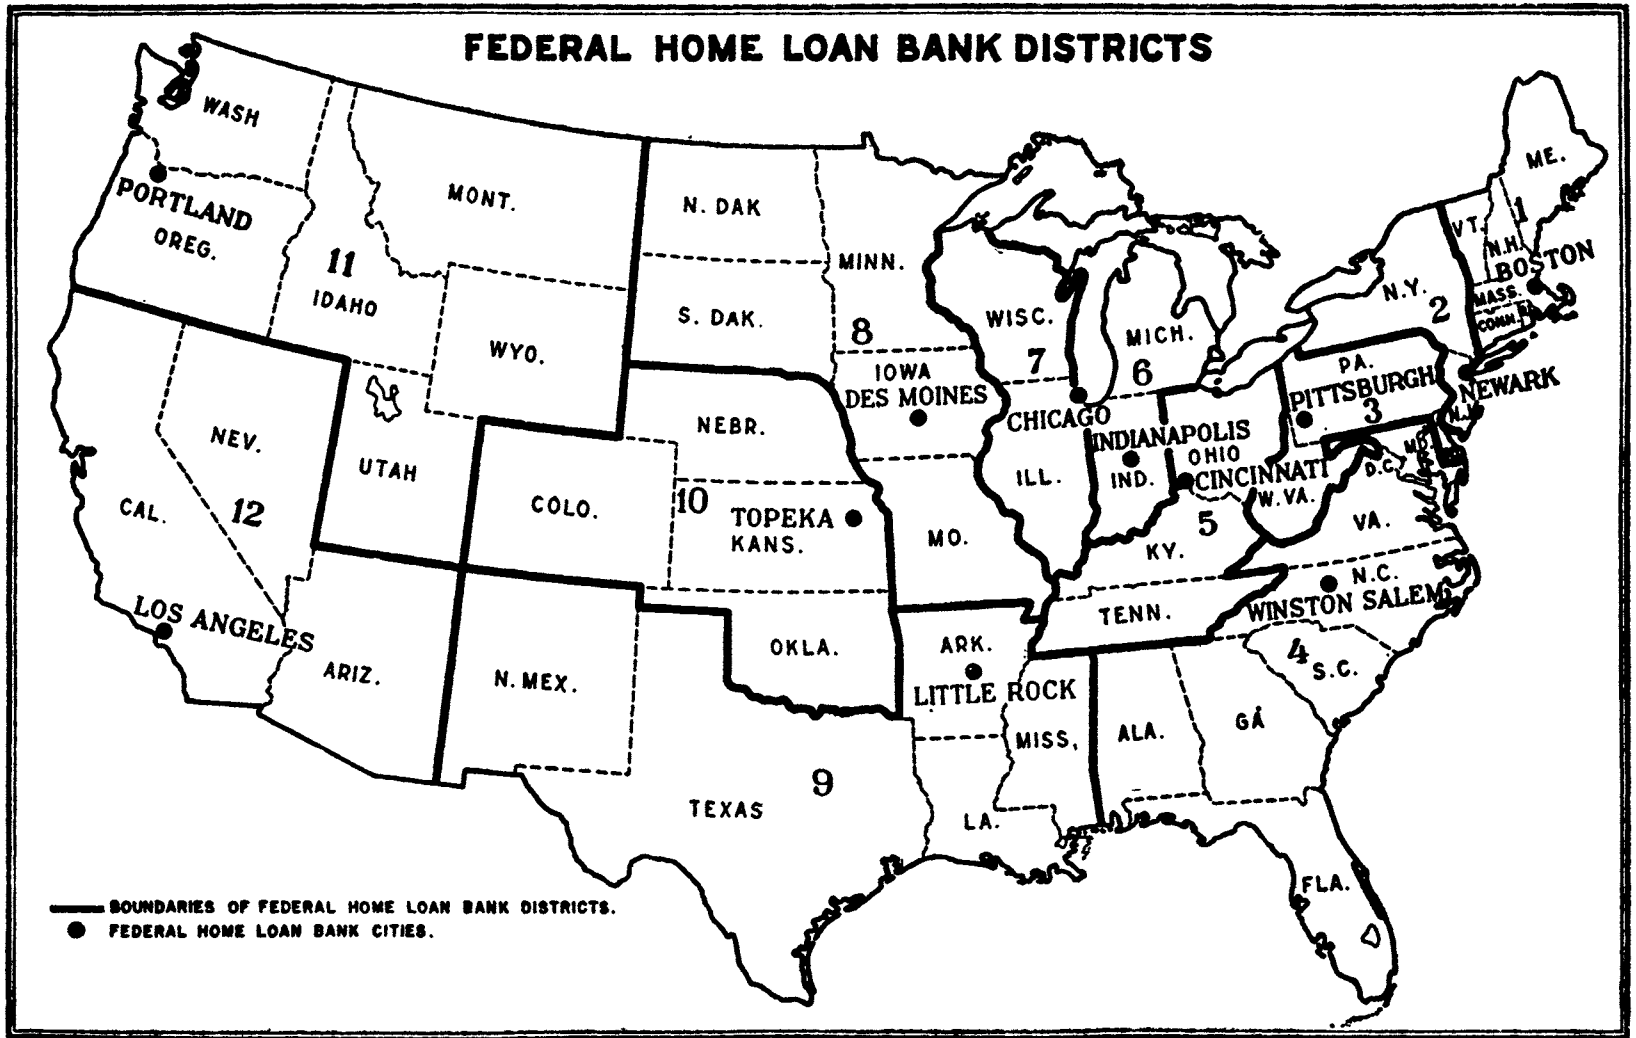 FEDERAL HOME LOAN BANK DISTRICTS
WASH
PORTLAND
OREG.
MONT.
11
IDAHO
WYO.
N. DAK
S. DAK.
MINN.
8
IOWA
DES MOINES
WISC.
7
CHICAGO
MICH.
6
ME.
VT.
1
N.H.
BOSTON
MASS.
CONN.
N.Y.
2
PA.
PITTSBURGH
3
NEWARK
N.J.
NEV.
12
CAL.
LOS ANGELES
UTAH
COLO.
NEBR.
10
TOPEKA
KANS.
MO.
ILL.
INDIANAPOLIS
IND.
OHIO
CINCINNATI
W.VA.
D.C.
MD.
5
KY.
VA.
TENN.
N.C.
WINSTON SALEM
4
S.C.
ARIZ.
N. MEX.
OKLA.
ARK.
LITTLE ROCK
MISS,
ALA.
GA
TEXAS
9
LA.
FLA.
BOUNDARIES OF FEDERAL HOME LOAN BANK DISTRICTS.
FEDERAL HOME LOAN BANK CITIES.